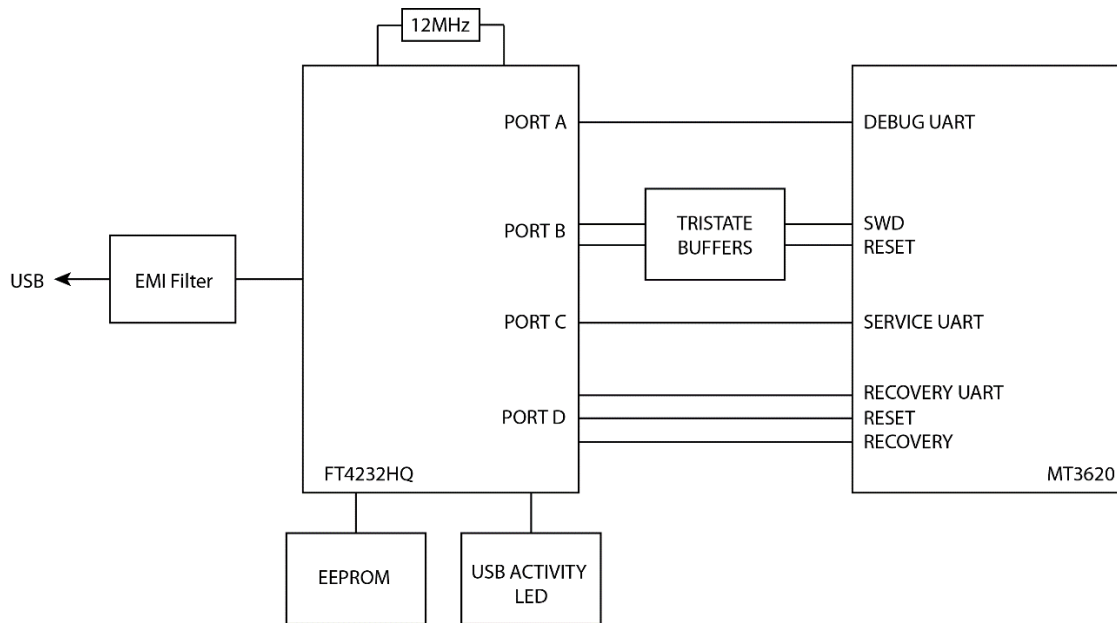 12MHz
PORT A
DEBUG UART
PORT B
TRISTATE
BUFFERS
SWD
RESET
USB
EMI Filter
PORT C
SERVICE UART
PORT D
RECOVERY UART
RESET
RECOVERY
FT4232HQ
MT3620
EEPROM
USB ACTIVITY
LED